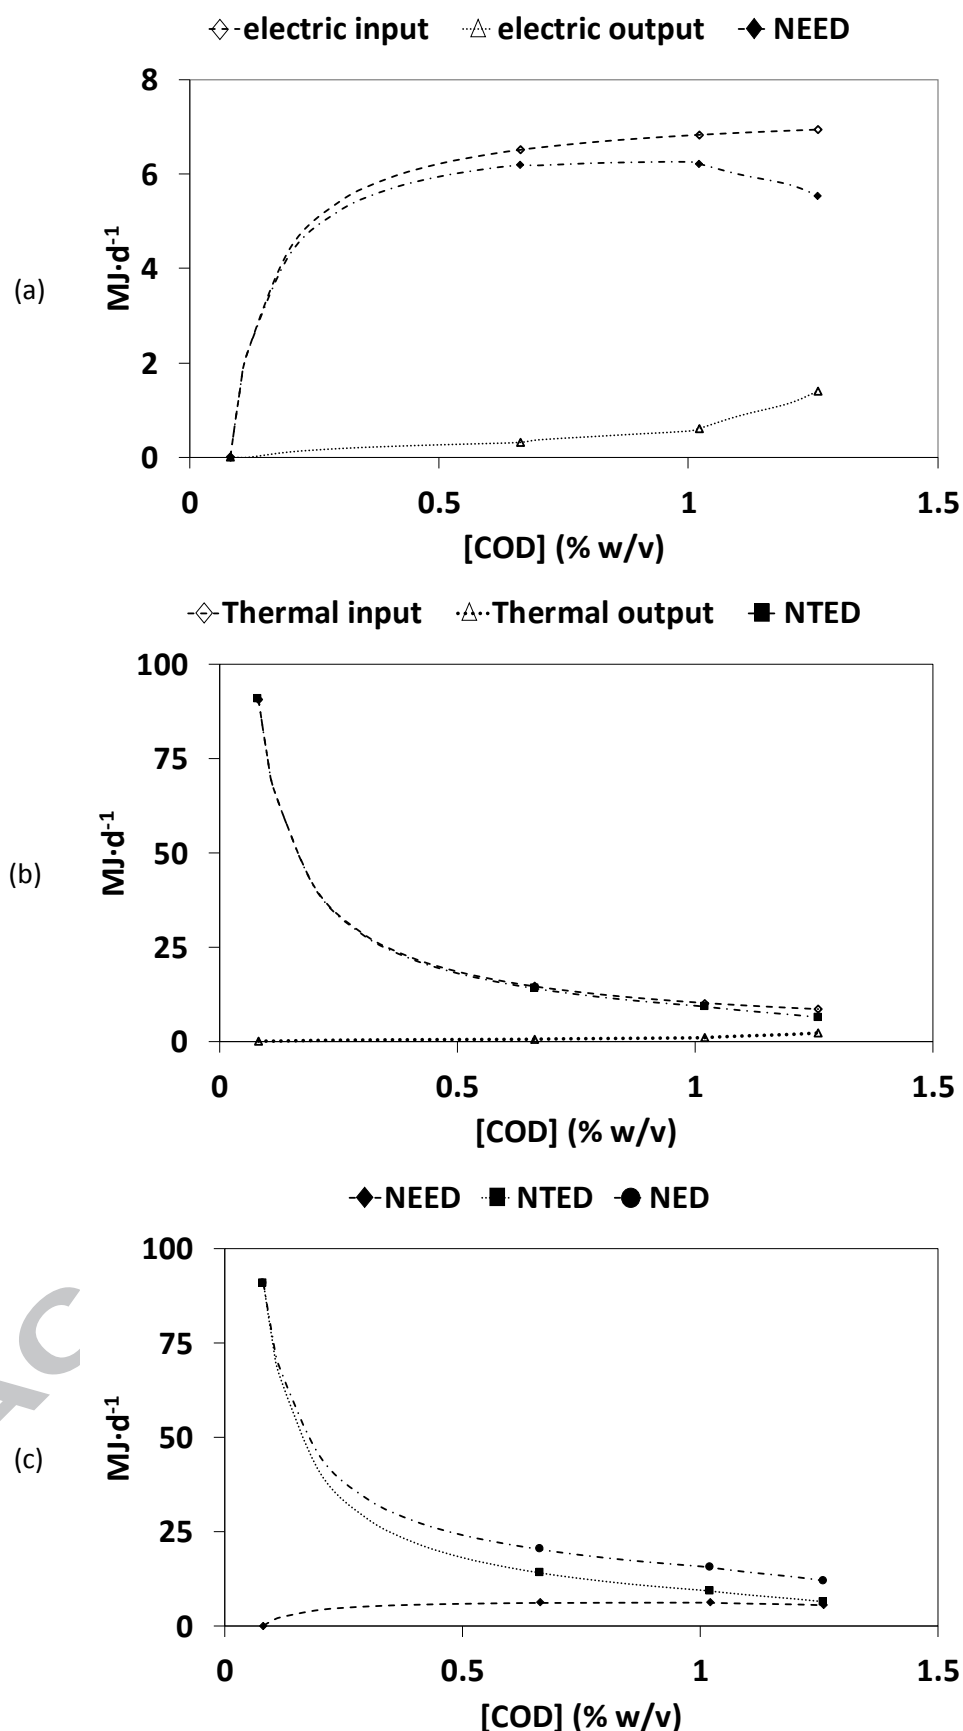 electric input electric output NEED
8
6
4
2
0
MJ·d-1
(a)
0 0.5 1 1.5
[COD] (% w/v)
Thermal input Thermal output NTED
100
75
50
25
0
MJ·d-1
(b)
0 0.5 1 1.5
[COD] (% w/v)
NEED NTED NED
100
75
50
25
0
MJ·d-1
(c)
AC
0 0.5 1 1.5
[COD] (% w/v)